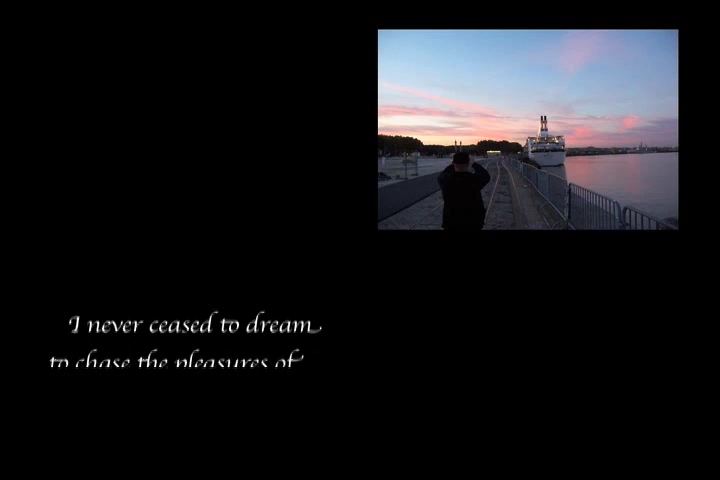 I never ceased to dream
to chase the pleasures of